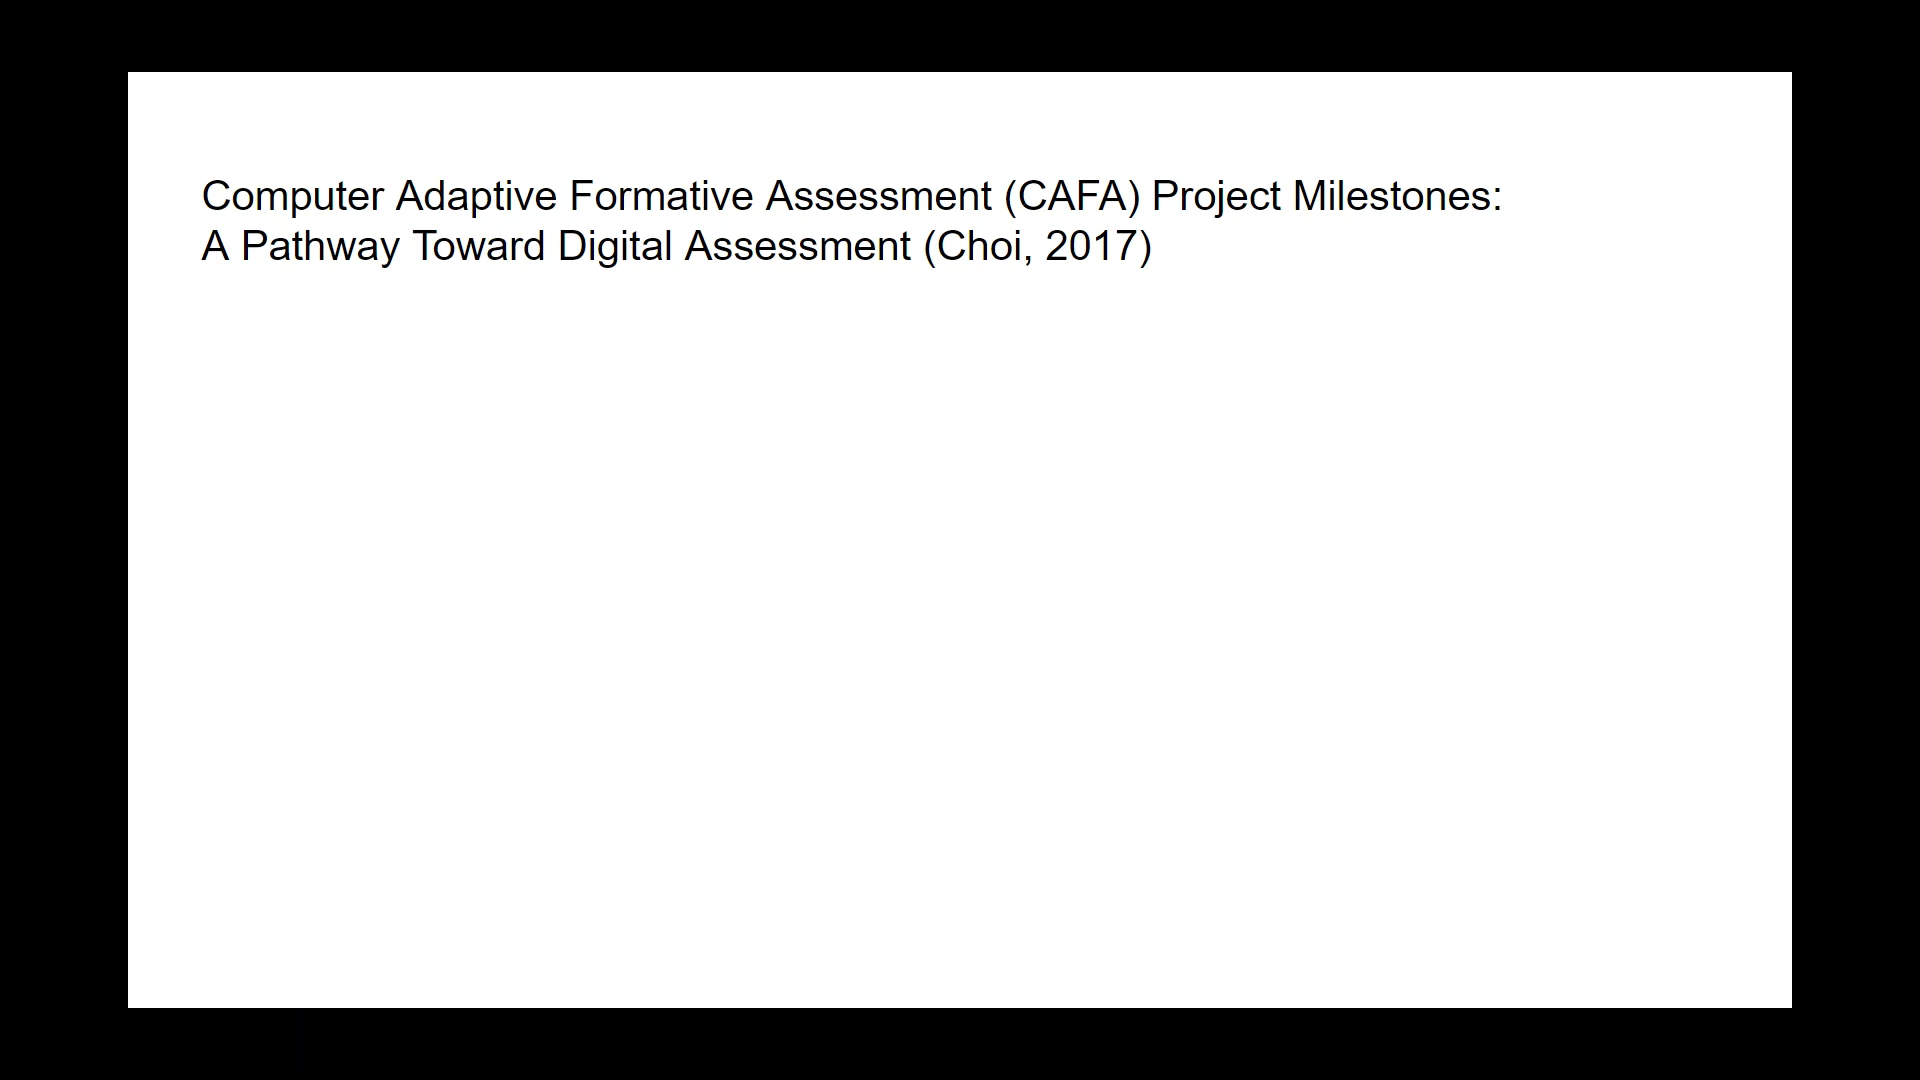 Computer Adaptive Formative Assessment (CAFA) Project Milestones:
A Pathway Toward Digital Assessment (Choi, 2017)